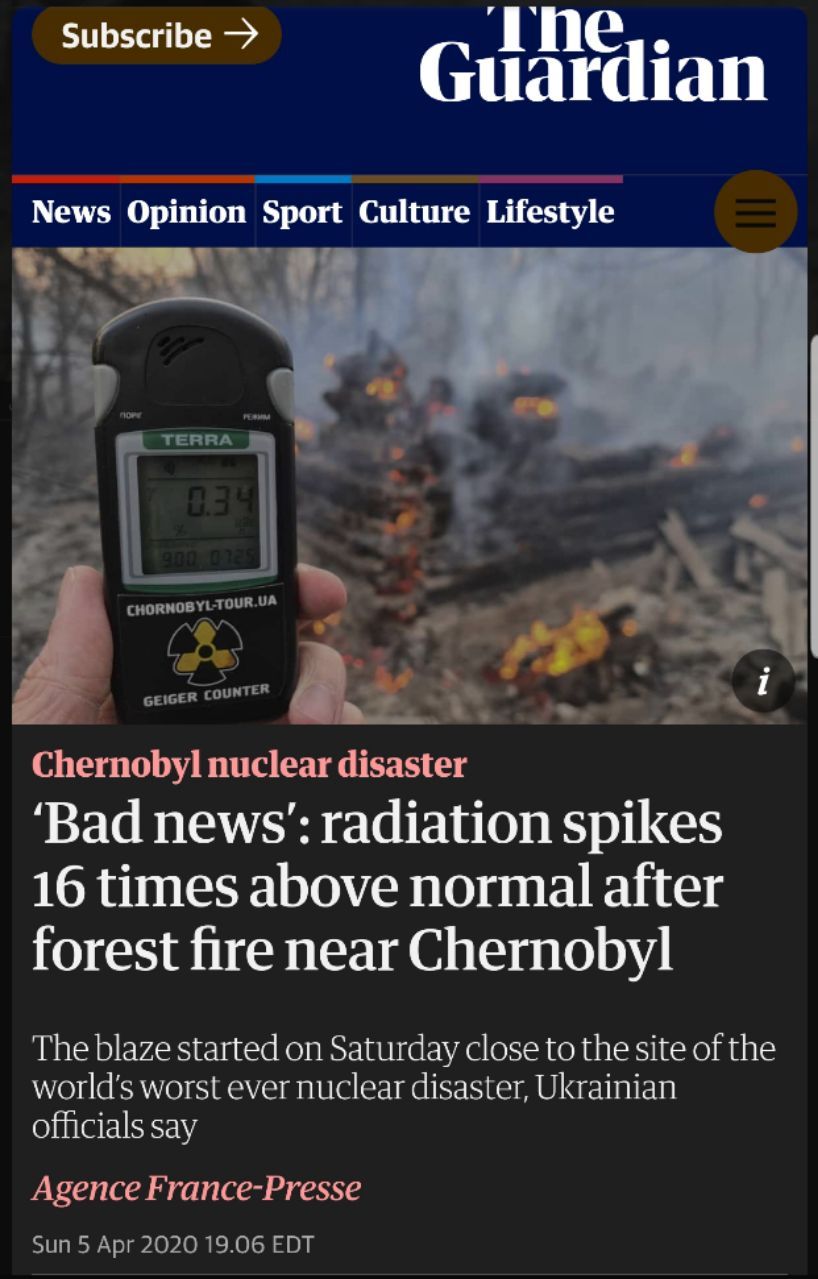 Subscribe →
The
Guardian
News Opinion Sport Culture Lifestyle
ПОРІГ РЕЖИМ
TERRA
0.34
%
900 0725
CHORNOBYL-TOUR.UA
GEIGER COUNTER
i
Chernobyl nuclear disaster
‘Bad news’: radiation spikes
16 times above normal after
forest fire near Chernobyl
The blaze started on Saturday close to the site of the
world’s worst ever nuclear disaster, Ukrainian
officials say
Agence France-Presse
Sun 5 Apr 2020 19.06 EDT